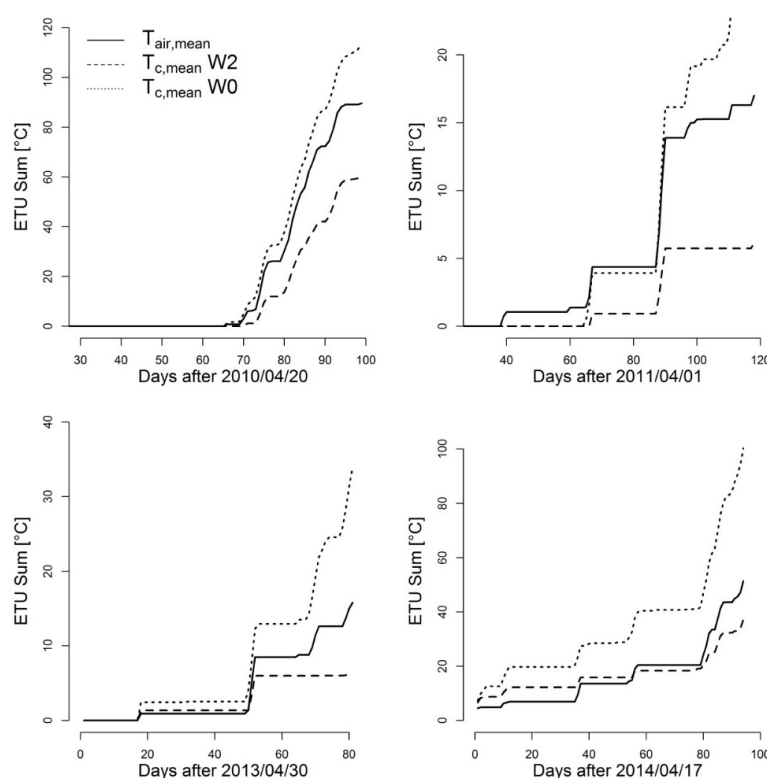 T air,mean
T c,mean W2
T c,mean W0
ETU Sum [°C]
0 20 40 60 80 100 120
30 40 50 60 70 80 90 100
Days after 2010/04/20
ETU Sum [°C]
0 5 10 15 20
40 60 80 100 120
Days after 2011/04/01
ETU Sum [°C]
0 10 20 30 40
0 20 40 60 80
Days after 2013/04/30
ETU Sum [°C]
0 20 40 60 80 100
0 20 40 60 80 100
Days after 2014/04/17